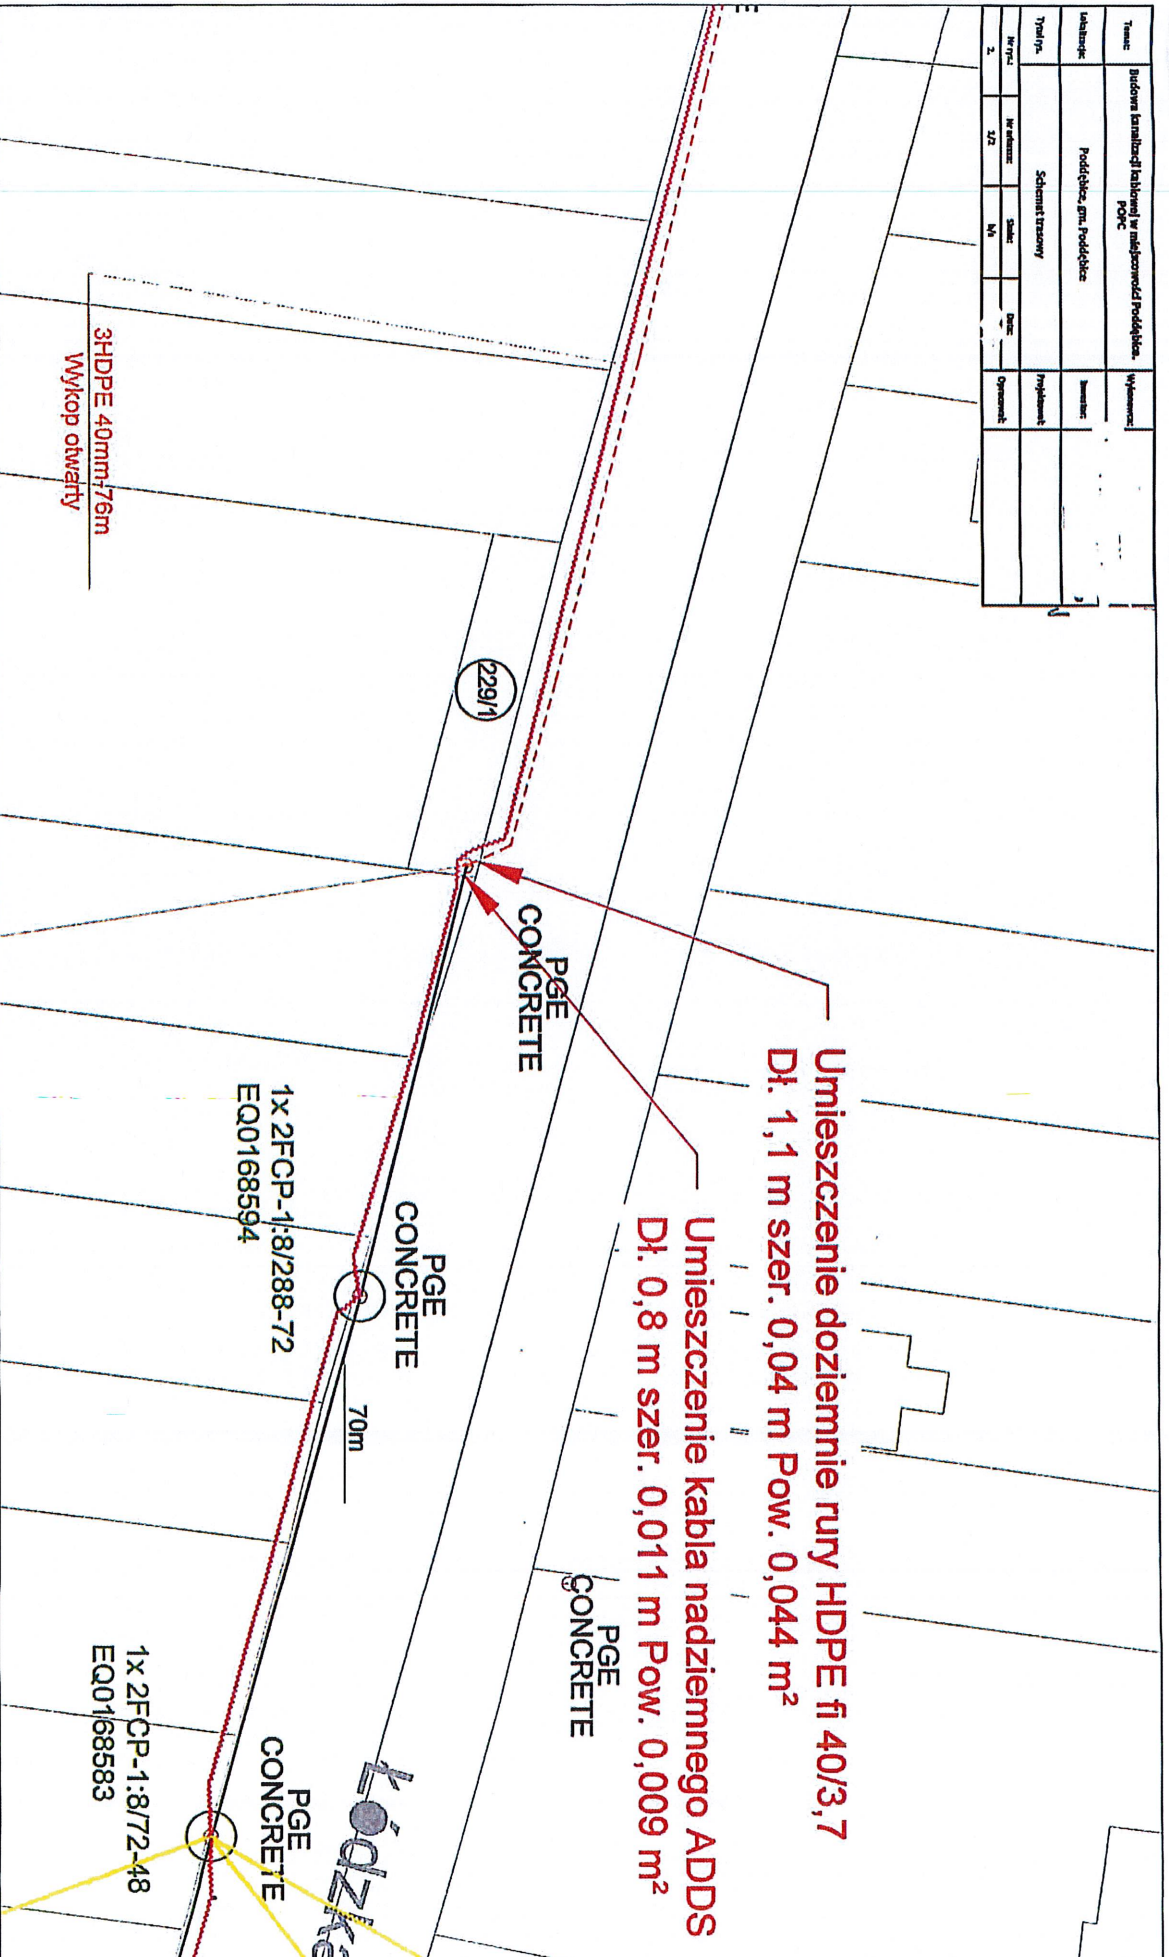 Temat:
Budowa kanalizacji kablowej w miejscowości Poddębice.
POPC
Wykonawca:
Lokalizacja:
Poddębice, gm. Poddębice
Inwestor:
Tytuł rys.
Schemat trasowy
Projektował:
Nr rys.:
Nr arkusza:
Skala:
Data:
Opracował:
2.
1/2
b/s
3HDPE 40mm-76m
Wykop otwarty
229/1
PGE
CONCRETE
Umieszczenie doziemnie rury HDPE fi 40/3,7
Dł. 1,1 m szer. 0,04 m Pow. 0,044 m²
Umieszczenie kabla nadziemnego ADDS
Dł. 0,8 m szer. 0,011 m Pow. 0,009 m²
1x 2FCP-1:8/288-72
EQ0168594
PGE
CONCRETE
70m
PGE
CONCRETE
1x 2FCP-1:8/72-48
EQ0168583
PGE
CONCRETE